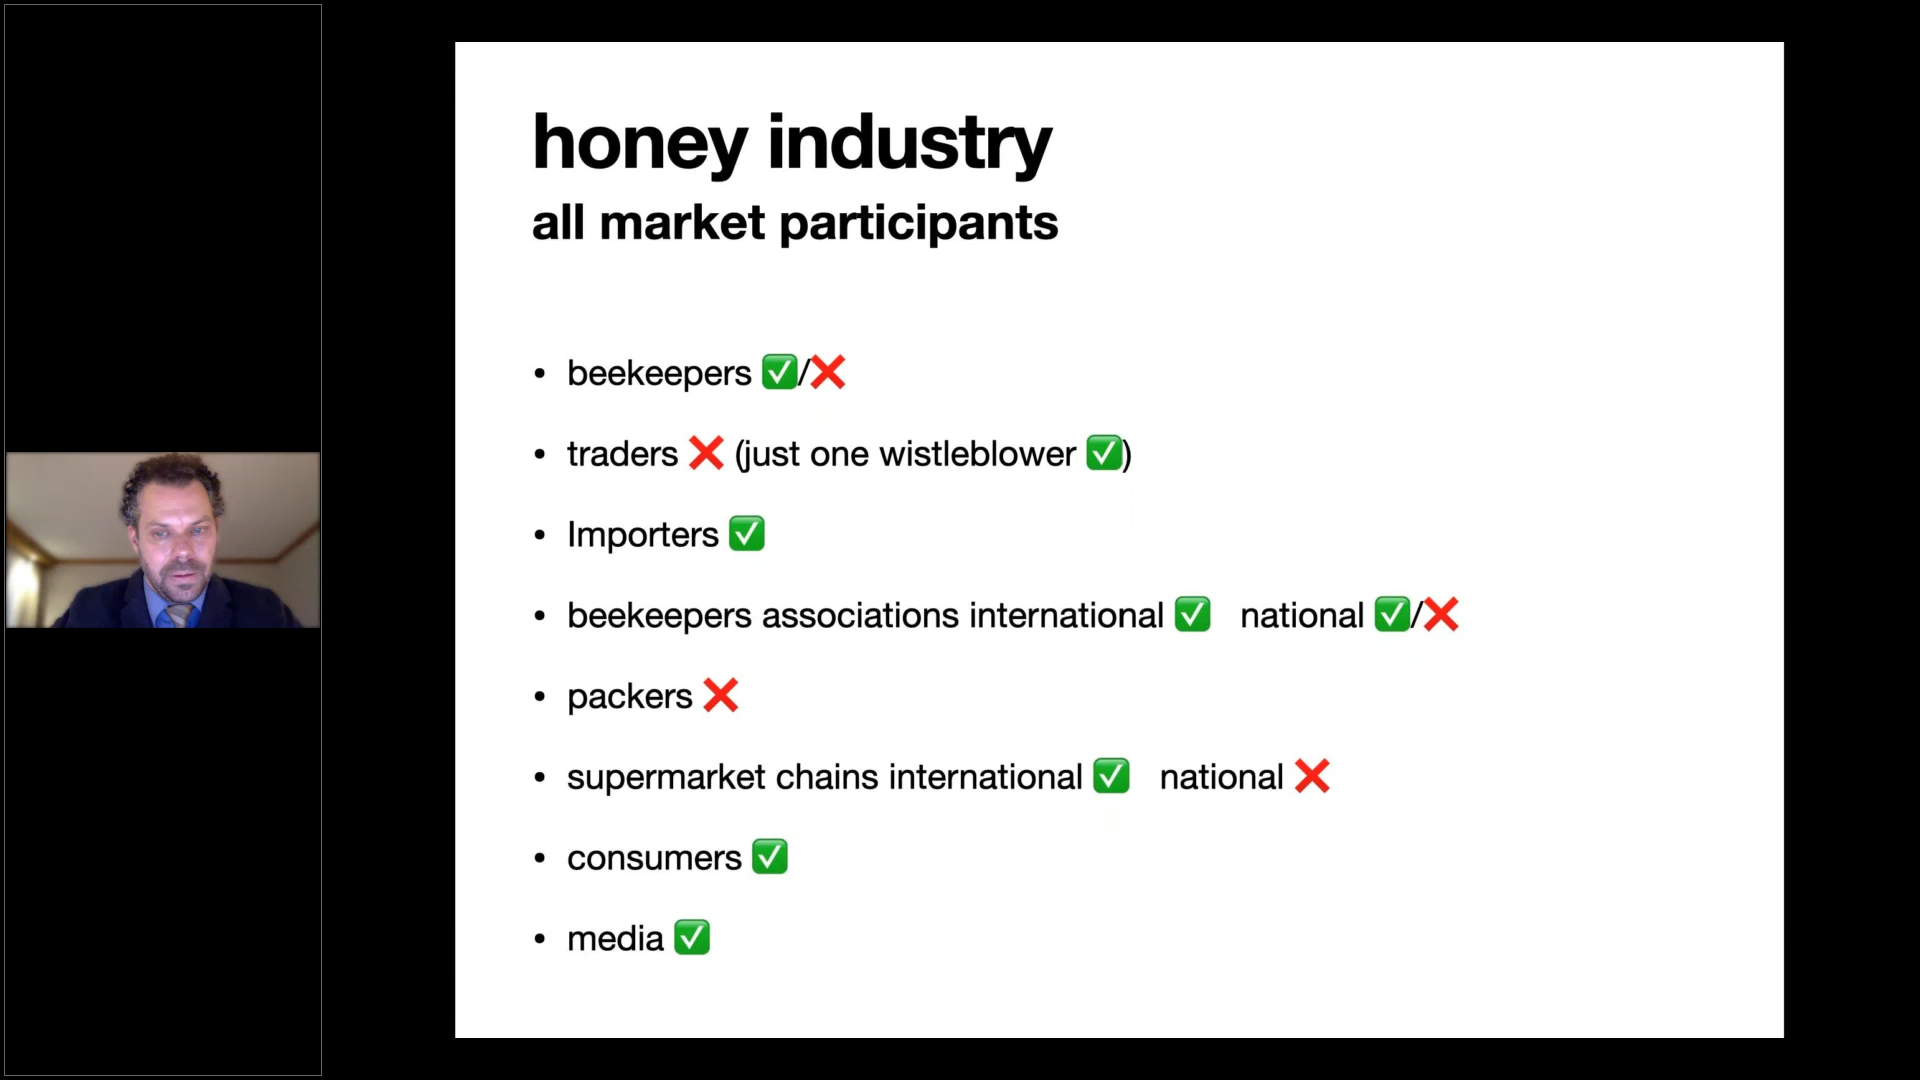 honey industry
all market participants
• beekeepers ✅/❌
• traders ❌ (just one wistleblower ✅)
• Importers ✅
• beekeepers associations international ✅ national ✅/❌
• packers ❌
• supermarket chains international ✅ national ❌
• consumers ✅
• media ✅